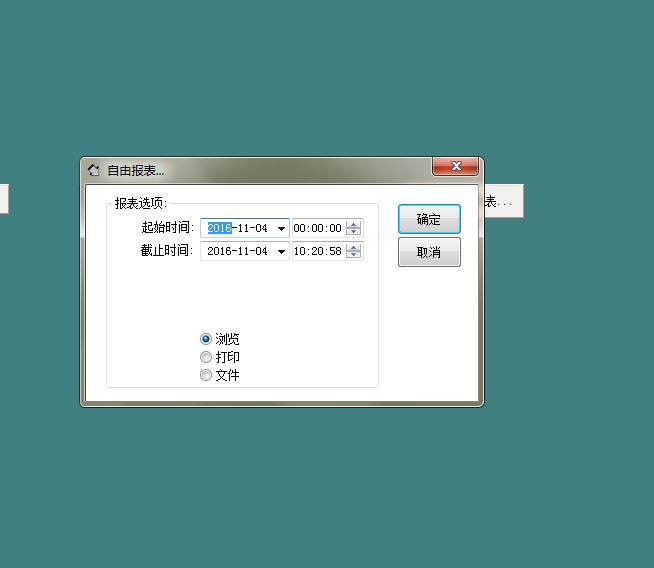 自由报表...
表...
报表选项:
确定
起始时间: 2016-11-04 00:00:00
取消
截止时间: 2016-11-04 10:20:58
浏览
打印
文件